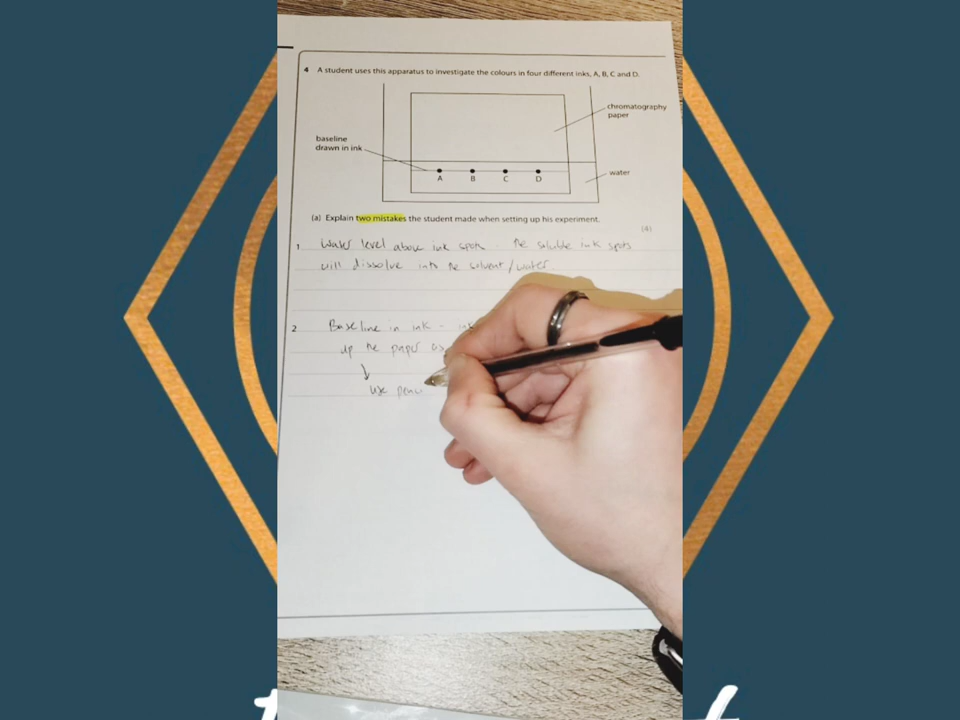 4 A student uses this apparatus to investigate the colours in four different inks, A, B, C and D.
chromatography
paper
baseline
drawn in ink
A B C D
water
(a) Explain two mistakes the student made when setting up his experiment.
(4)
1 Water level above ink spots - the soluble ink spots
will dissolve into the solvent/water.
2 Baseline in ink - ink
up the paper as
↓
use penc